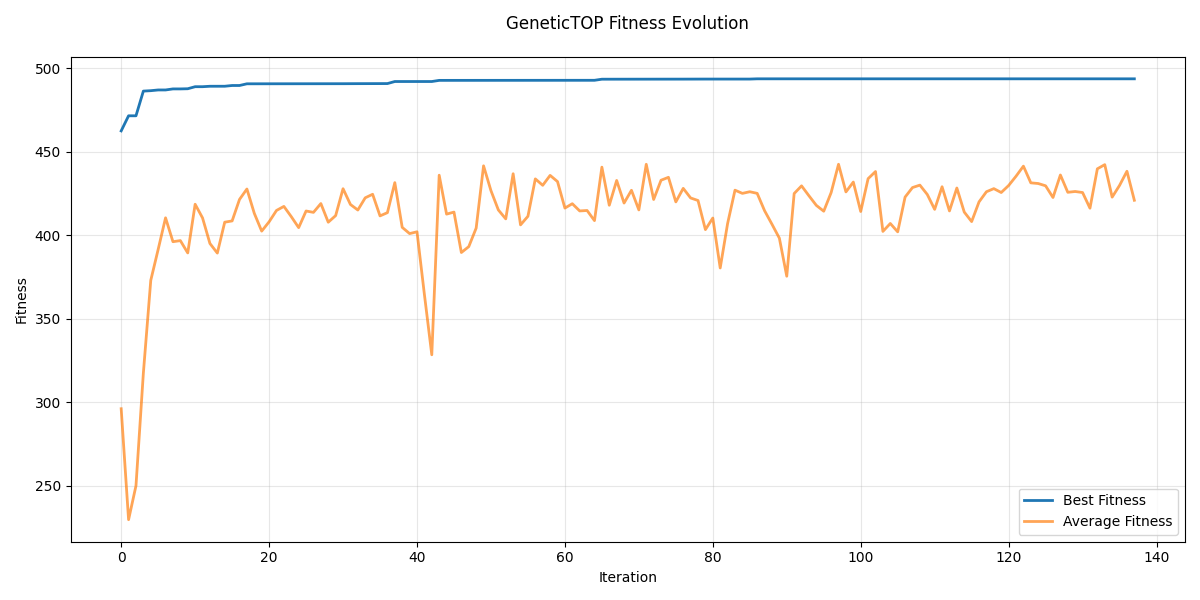 GeneticTOP Fitness Evolution
500
450
400
350
300
250
Fitness
0 20 40 60 80 100 120 140
Iteration
Best Fitness
Average Fitness